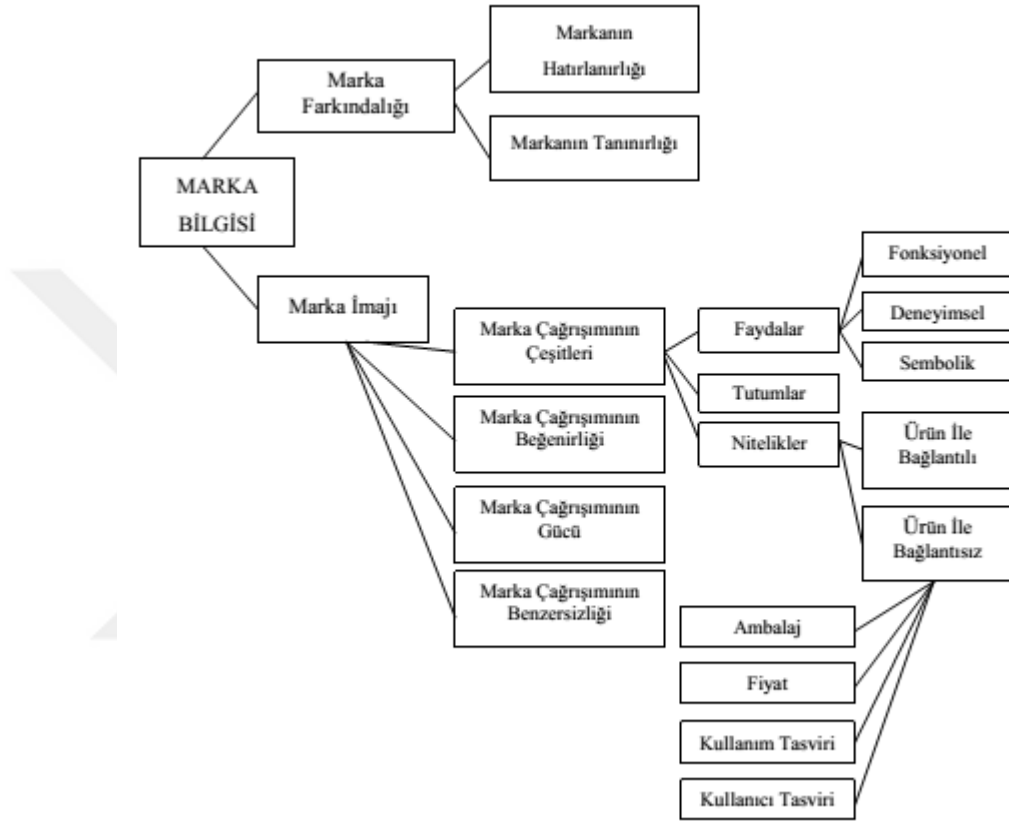 Markanın
Hatırlanırlığı
Marka
Farkındalığı
Markanın Tanınırlığı
MARKA
BİLGİSİ
Marka İmajı
Marka Çağrışımının
Çeşitleri
Faydalar
Fonksiyonel
Deneyimsel
Sembolik
Tutumlar
Nitelikler
Marka Çağrışımının
Beğenirliği
Ürün İle
Bağlantılı
Marka Çağrışımının
Gücü
Ürün İle
Bağlantısız
Marka Çağrışımının
Benzersizliği
Ambalaj
Fiyat
Kullanım Tasviri
Kullanıcı Tasviri